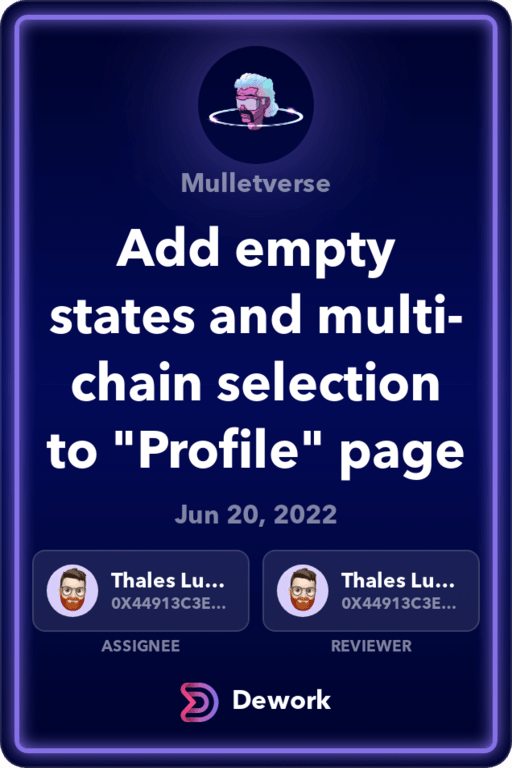 Mulletverse
Add empty
states and multi-
chain selection
to "Profile" page
Jun 20, 2022
Thales Lu...
0X44913C3E...
ASSIGNEE
Thales Lu...
0X44913C3E...
REVIEWER
Dework